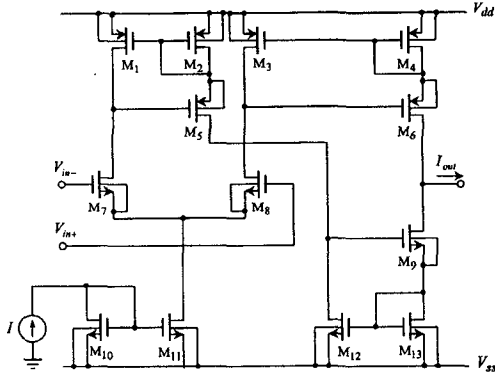 V_dd
M_1
M_2
M_3
M_4
M_5
M_6
V_in-
M_7
M_8
I_out
V_in+
M_9
I
M_10
M_11
M_12
M_13
V_ss